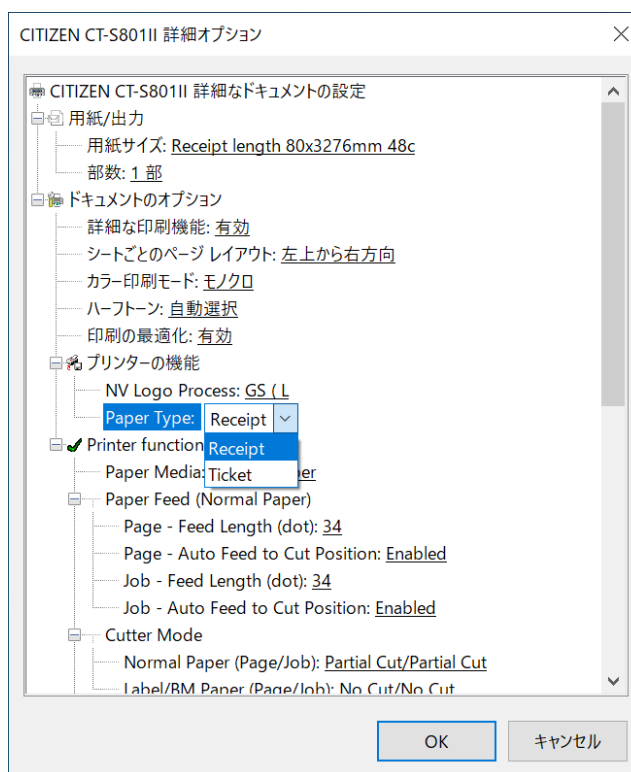 CITIZEN CT-S801II 詳細オプション
CITIZEN CT-S801II 詳細なドキュメントの設定
用紙/出力
用紙サイズ: Receipt length 80x3276mm 48c
部数: 1 部
ドキュメントのオプション
詳細な印刷機能: 有効
シートごとのページ レイアウト: 左上から右方向
カラー印刷モード: モノクロ
ハーフトーン: 自動選択
印刷の最適化: 有効
プリンターの機能
NV Logo Process: GS ( L
Paper Type: Receipt
Printer function
Receipt
Paper Media:
Ticket
Paper Feed (Normal Paper)
Page - Feed Length (dot): 34
Page - Auto Feed to Cut Position: Enabled
Job - Feed Length (dot): 34
Job - Auto Feed to Cut Position: Enabled
Cutter Mode
Normal Paper (Page/Job): Partial Cut/Partial Cut
Label/BM Paper (Page/Job): No Cut/No Cut
OK
キャンセル